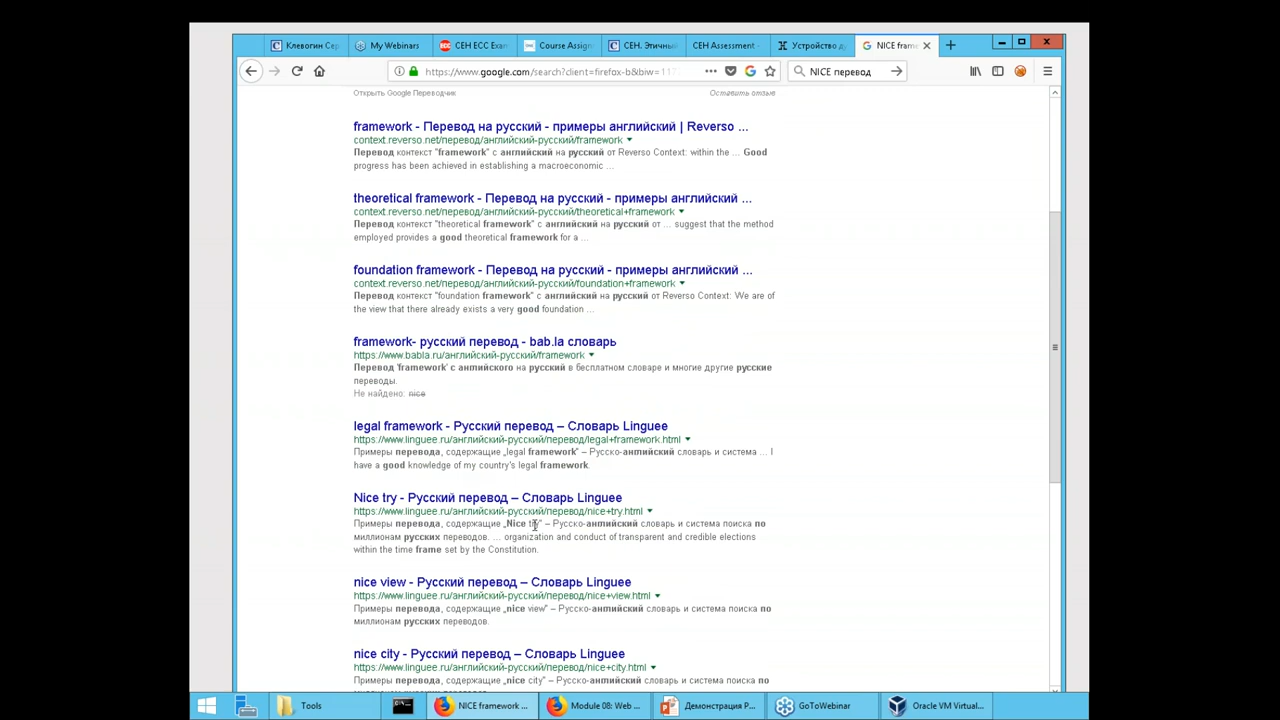 Клевогин Сер
My Webinars
CEH ECC Exam
Course Assign
CEH. Этичный
CEH Assessment
Устройство д
NICE fram
https://www.google.com/search?client=firefox-b&biw=117
NICE перевод
Открыть Google Переводчик
Оставить отзыв
framework - Перевод на русский - примеры английский | Reverso ...
context.reverso.net/перевод/английский-русский/framework
Перевод контекст "framework" c английский на русский от Reverso Context: within the ... Good
progress has been achieved in establishing a macroeconomic ...
theoretical framework - Перевод на русский - примеры английский ...
context.reverso.net/перевод/английский-русский/theoretical+framework
Перевод контекст "theoretical framework" c английский на русский от ... suggest that the method
employed provides a good theoretical framework for a ...
foundation framework - Перевод на русский - примеры английский ...
context.reverso.net/перевод/английский-русский/foundation+framework
Перевод контекст "foundation framework" c английский на русский от Reverso Context: We are of
the view that there already exists a very good foundation ...
framework- русский перевод - bab.la словарь
https://www.babla.ru/английский-русский/framework
Перевод 'framework' с английского на русский в бесплатном словаре и многие другие русские
переводы.
Не найдено: nice
legal framework - Русский перевод – Словарь Linguee
https://www.linguee.ru/английский-русский/перевод/legal+framework.html
Примеры перевода, содержащие „legal framework“ – Русско-английский словарь и система ... I
have a good knowledge of my country's legal framework.
Nice try - Русский перевод – Словарь Linguee
https://www.linguee.ru/английский-русский/перевод/nice+try.html
Примеры перевода, содержащие „Nice try“ – Русско-английский словарь и система поиска по
миллионам русских переводов. ... organization and conduct of transparent and credible elections
within the time frame set by the Constitution.
nice view - Русский перевод – Словарь Linguee
https://www.linguee.ru/английский-русский/перевод/nice+view.html
Примеры перевода, содержащие „nice view“ – Русско-английский словарь и система поиска по
миллионам русских переводов.
nice city - Русский перевод – Словарь Linguee
https://www.linguee.ru/английский-русский/перевод/nice+city.html
Примеры перевода, содержащие „nice city“ – Русско-английский словарь и система поиска по
миллионам русских переводов.
Tools
NICE framework ...
Module 08: Web ...
Демонстрация P...
GoToWebinar
Oracle VM Virtual...